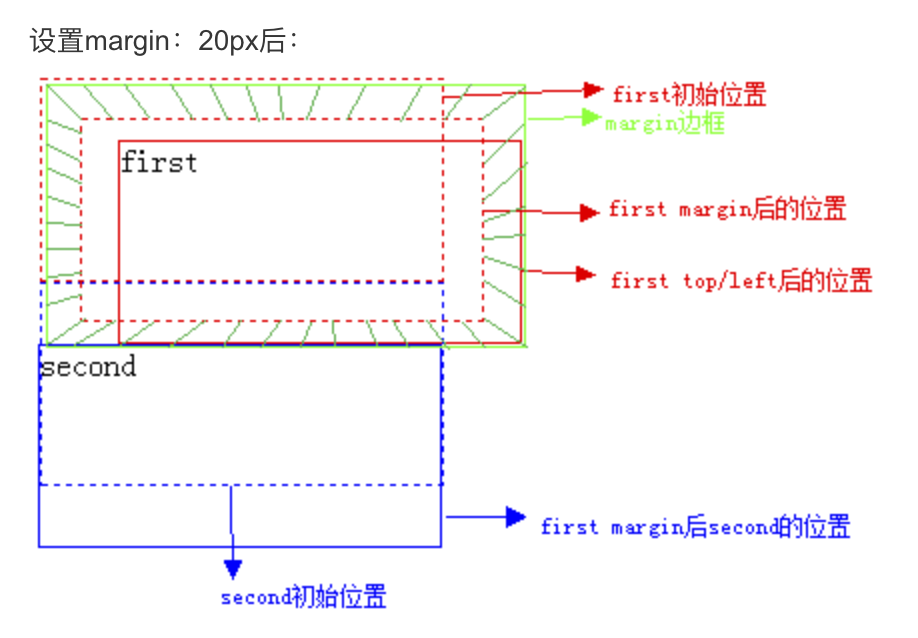 设置margin：20px后：
first初始位置
margin边框
first
first margin后的位置
first top/left后的位置
second
first margin后second的位置
second初始位置